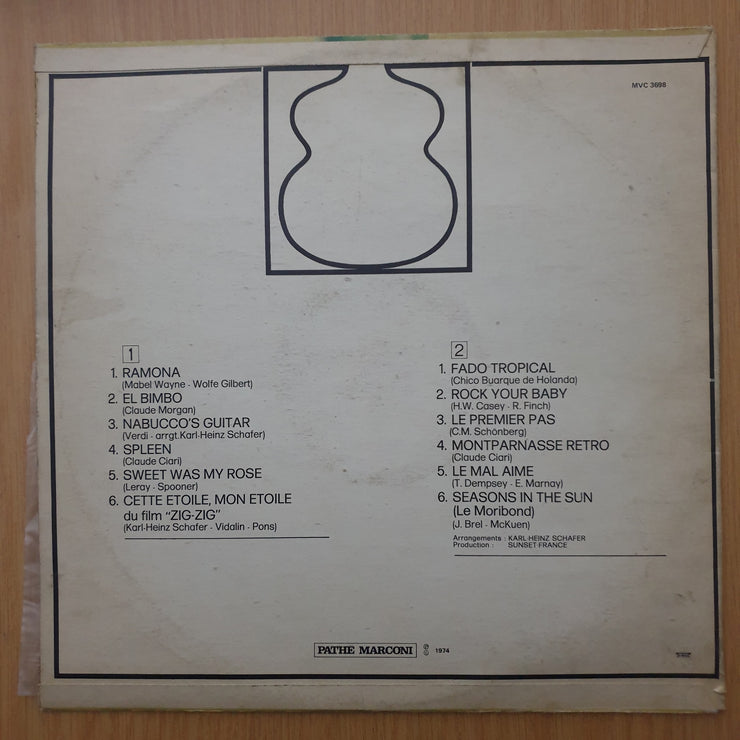 MVC 3698
1
1. RAMONA
(Mabel Wayne - Wolfe Gilbert)
2. EL BIMBO
(Claude Morgan)
3. NABUCCO'S GUITAR
(Verdi - arrgt.Karl-Heinz Schafer)
4. SPLEEN
(Claude Ciari)
5. SWEET WAS MY ROSE
(Leray - Spooner)
6. CETTE ETOILE, MON ETOILE
du film "ZIG-ZIG"
(Karl-Heinz Schafer - Vidalin - Pons)
2
1. FADO TROPICAL
(Chico Buarque de Holanda)
2. ROCK YOUR BABY
(H.W. Casey - R. Finch)
3. LE PREMIER PAS
(C.M. Schönberg)
4. MONTPARNASSE RETRO
(Claude Ciari)
5. LE MAL AIME
(T. Dempsey - E. Marnay)
6. SEASONS IN THE SUN
(Le Moribond)
(J. Brel - McKuen)
Arrangements : KARL-HEINZ SCHAFER
Production : SUNSET-FRANCE
PATHE MARCONI ℗ © 1974